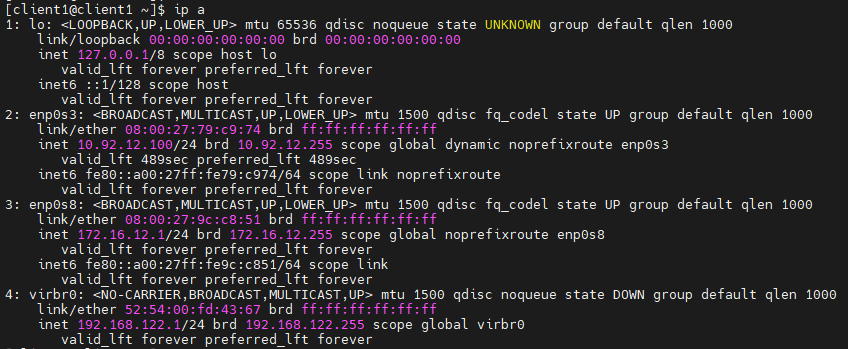 [client1@client1 ~]$ ip a
1: lo: <LOOPBACK,UP,LOWER_UP> mtu 65536 qdisc noqueue state UNKNOWN group default qlen 1000
    link/loopback 00:00:00:00:00:00 brd 00:00:00:00:00:00
    inet 127.0.0.1/8 scope host lo
       valid_lft forever preferred_lft forever
    inet6 ::1/128 scope host
       valid_lft forever preferred_lft forever
2: enp0s3: <BROADCAST,MULTICAST,UP,LOWER_UP> mtu 1500 qdisc fq_codel state UP group default qlen 1000
    link/ether 08:00:27:79:c9:74 brd ff:ff:ff:ff:ff:ff
    inet 10.92.12.100/24 brd 10.92.12.255 scope global dynamic noprefixroute enp0s3
       valid_lft 489sec preferred_lft 489sec
    inet6 fe80::a00:27ff:fe79:c974/64 scope link noprefixroute
       valid_lft forever preferred_lft forever
3: enp0s8: <BROADCAST,MULTICAST,UP,LOWER_UP> mtu 1500 qdisc fq_codel state UP group default qlen 1000
    link/ether 08:00:27:9c:c8:51 brd ff:ff:ff:ff:ff:ff
    inet 172.16.12.1/24 brd 172.16.12.255 scope global noprefixroute enp0s8
       valid_lft forever preferred_lft forever
    inet6 fe80::a00:27ff:fe9c:c851/64 scope link
       valid_lft forever preferred_lft forever
4: virbr0: <NO-CARRIER,BROADCAST,MULTICAST,UP> mtu 1500 qdisc noqueue state DOWN group default qlen 1000
    link/ether 52:54:00:fd:43:67 brd ff:ff:ff:ff:ff:ff
    inet 192.168.122.1/24 brd 192.168.122.255 scope global virbr0
       valid_lft forever preferred_lft forever